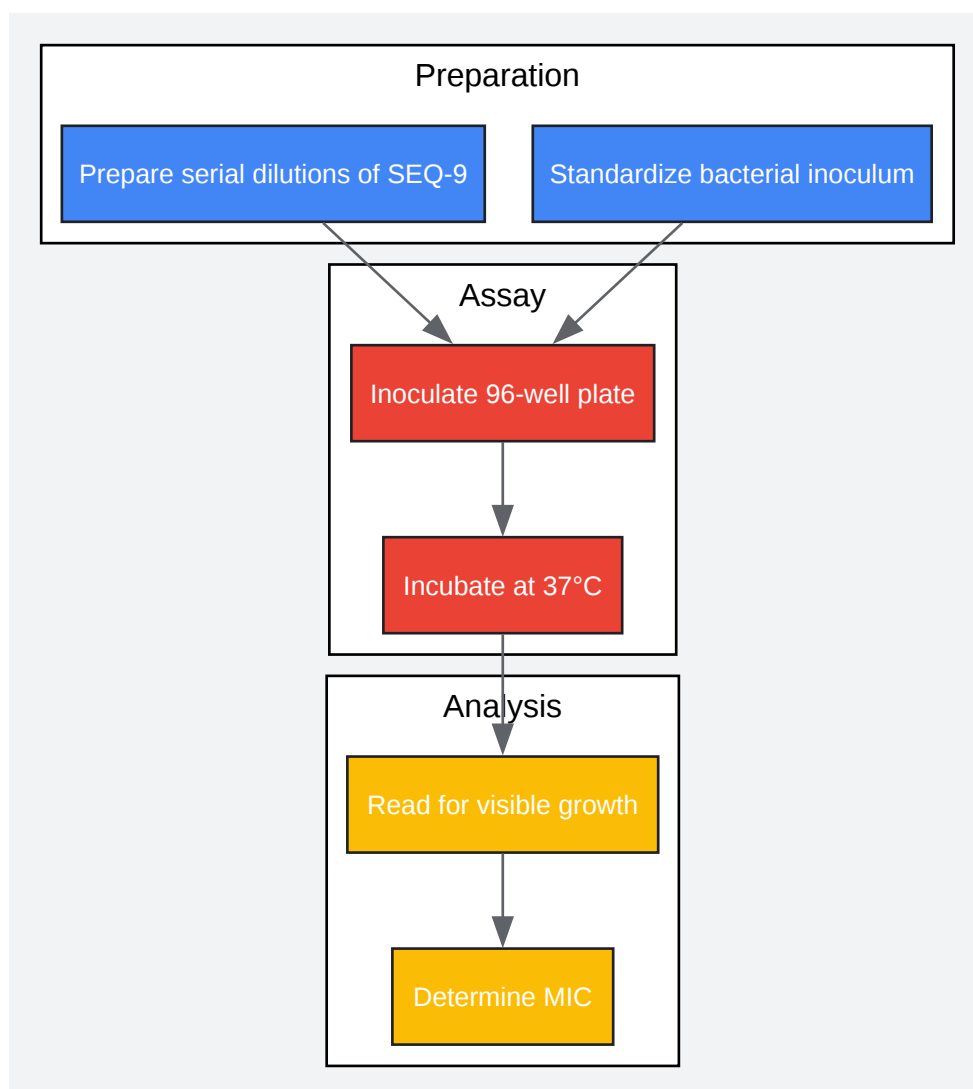 Preparation
Prepare serial dilutions of SEQ-9
Standardize bacterial inoculum
Assay
Inoculate 96-well plate
Incubate at 37°C
Analysis
Read for visible growth
Determine MIC